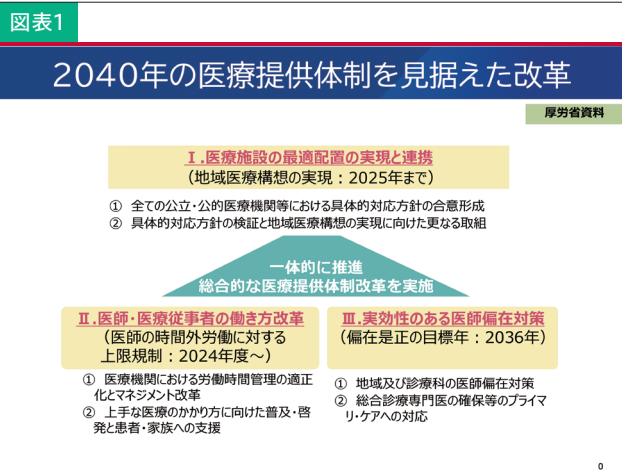 図表1
2040年の医療提供体制を見据えた改革
厚労省資料
Ⅰ.医療施設の最適配置の実現と連携
(地域医療構想の実現:2025年まで)
① 全ての公立・公的医療機関等における具体的対応方針の合意形成
② 具体的対応方針の検証と地域医療構想の実現に向けた更なる取組
一体的に推進
総合的な医療提供体制改革を実施
Ⅱ.医師・医療従事者の働き方改革
(医師の時間外労働に対する
上限規制:2024年度~)
① 医療機関における労働時間管理の適正
化とマネジメント改革
② 上手な医療のかかり方に向けた普及・啓
発と患者・家族への支援
Ⅲ.実効性のある医師偏在対策
(偏在是正の目標年:2036年)
① 地域及び診療科の医師偏在対策
② 総合診療専門医の確保等のプライマ
リ・ケアへの対応
0